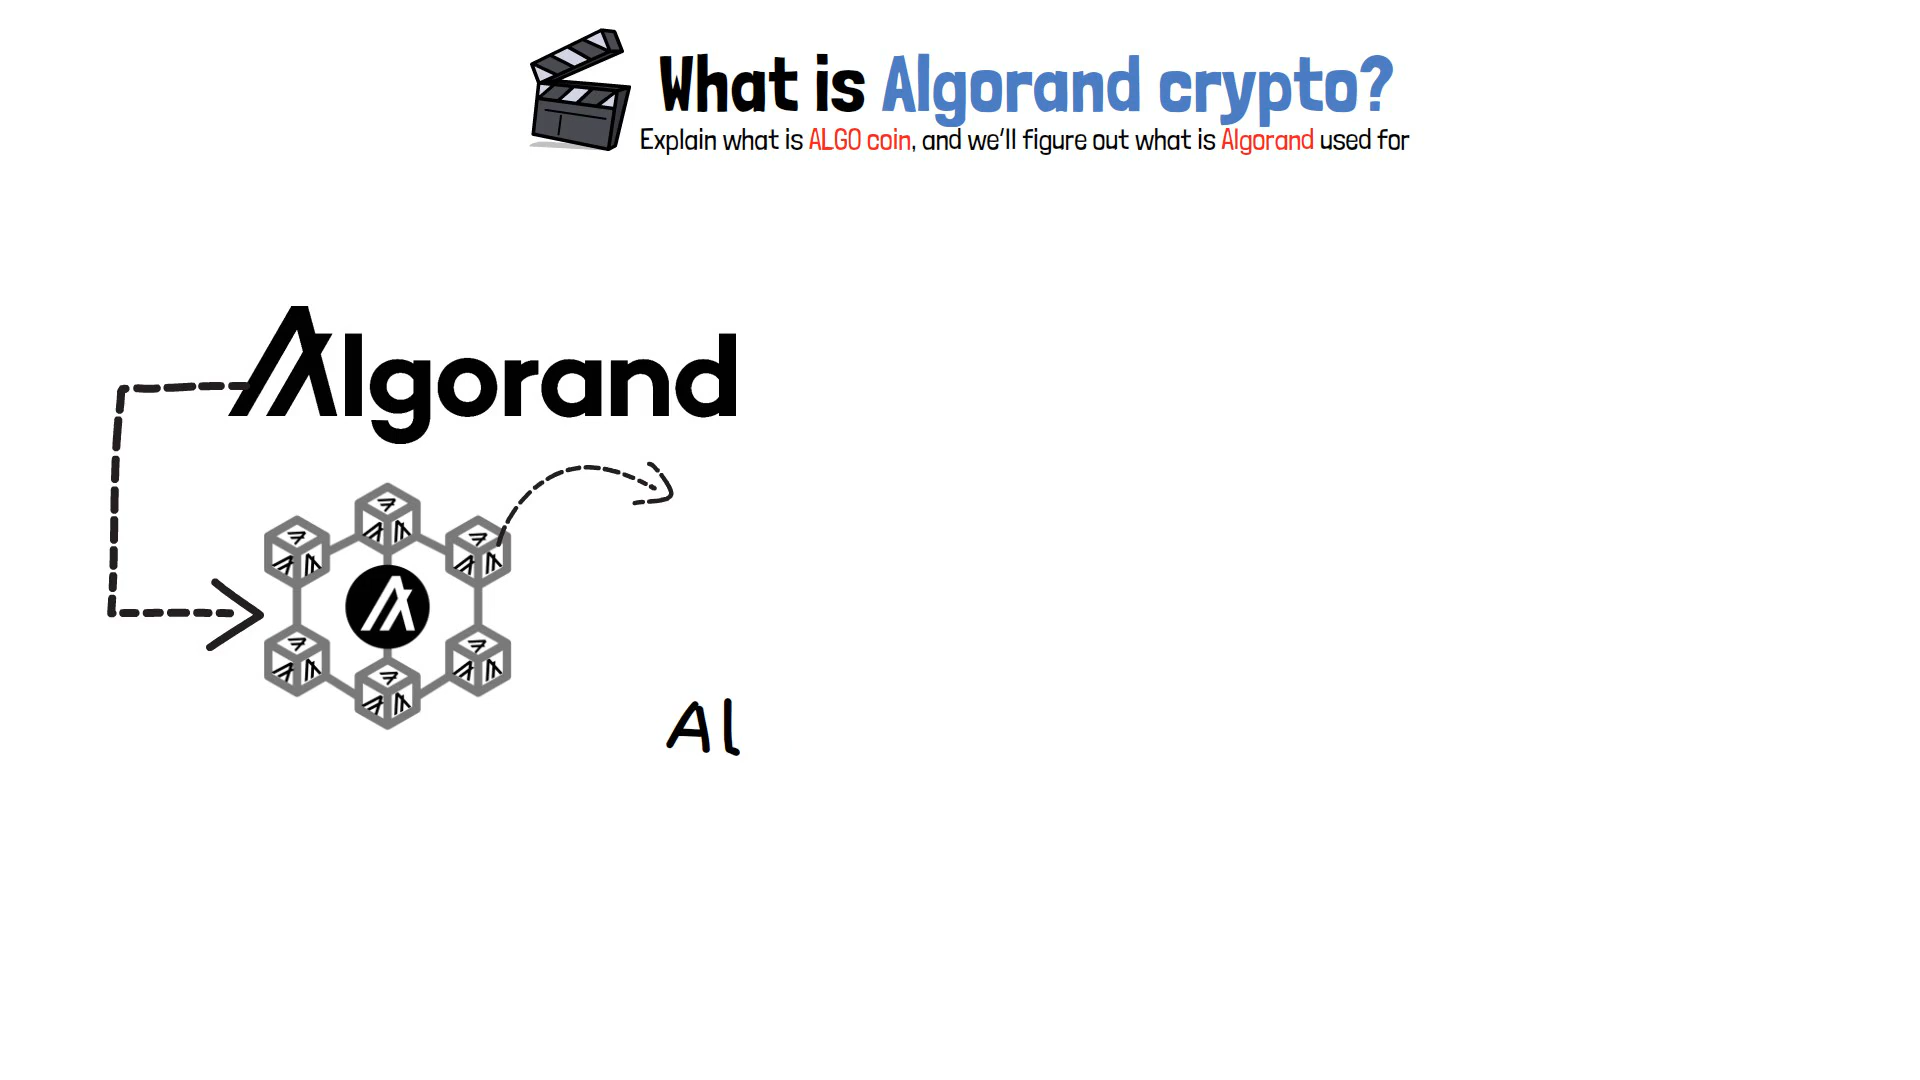 What is Algorand crypto?
Explain what is ALGO coin, and we'll figure out what is Algorand used for
Algorand
Al